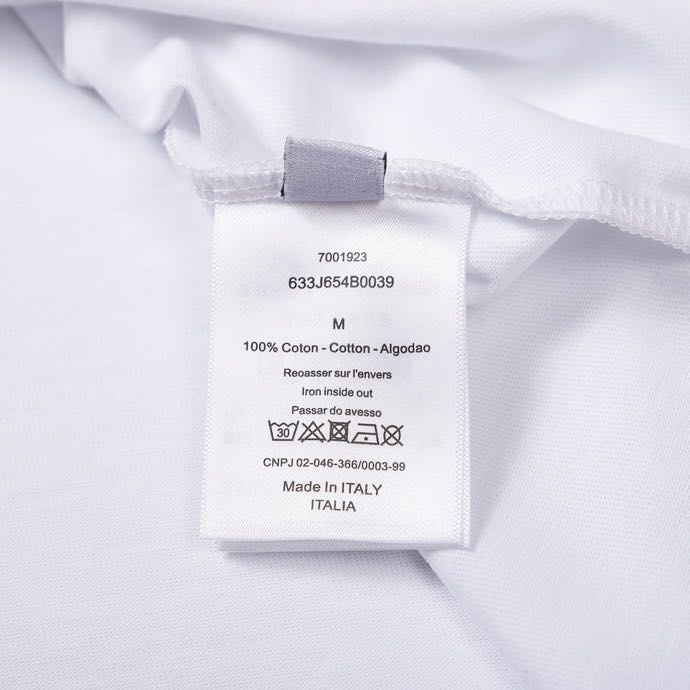 7001923
633J654B0039
M
100% Coton - Cotton - Algodao
Reoasser sur l'envers
Iron inside out
Passar do avesso
30
CNPJ 02-046-366/0003-99
Made In ITALY
ITALIA